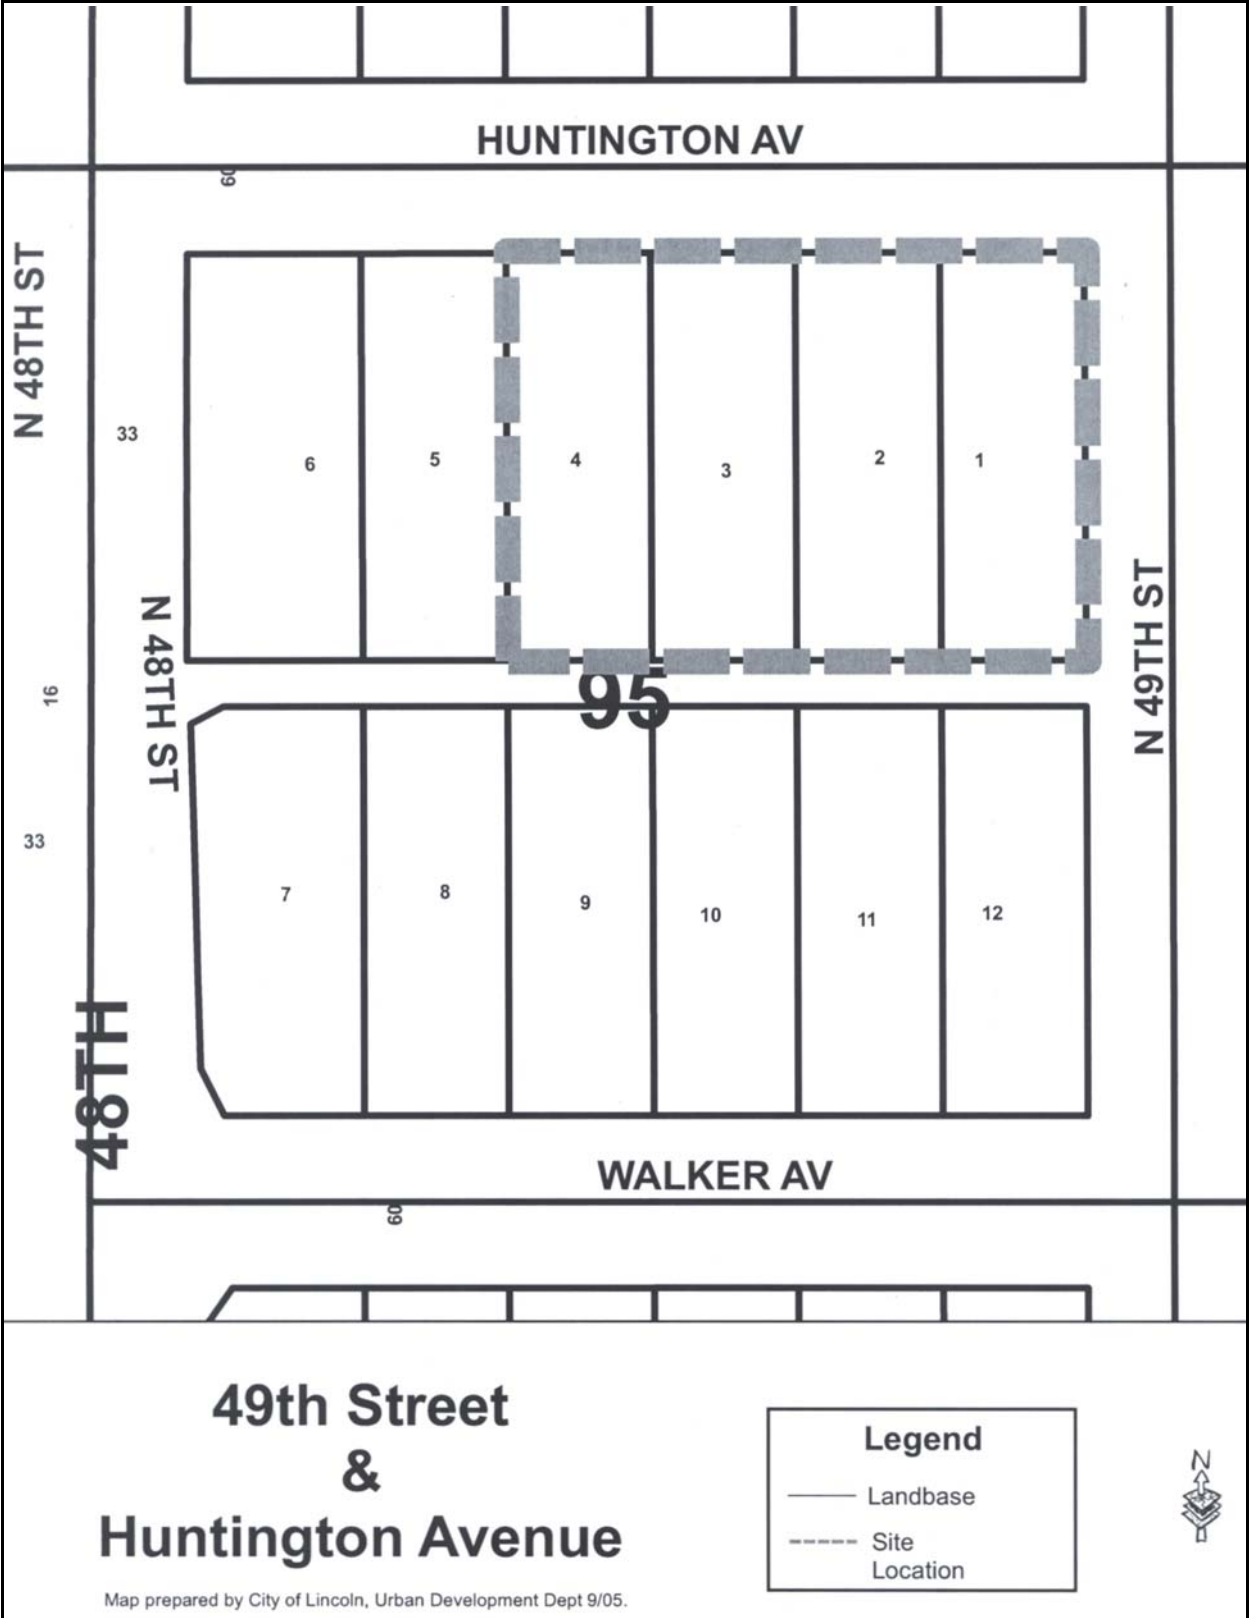 HUNTINGTON AV
60
N 48TH ST
33
6
5
4
3
2
1
N 48TH ST
N 49TH ST
16
95
33
7
8
9
10
11
12
48TH
WALKER AV
60
49th Street
&
Huntington Avenue
Map prepared by City of Lincoln, Urban Development Dept 9/05.
Legend
Landbase
Site
Location
N